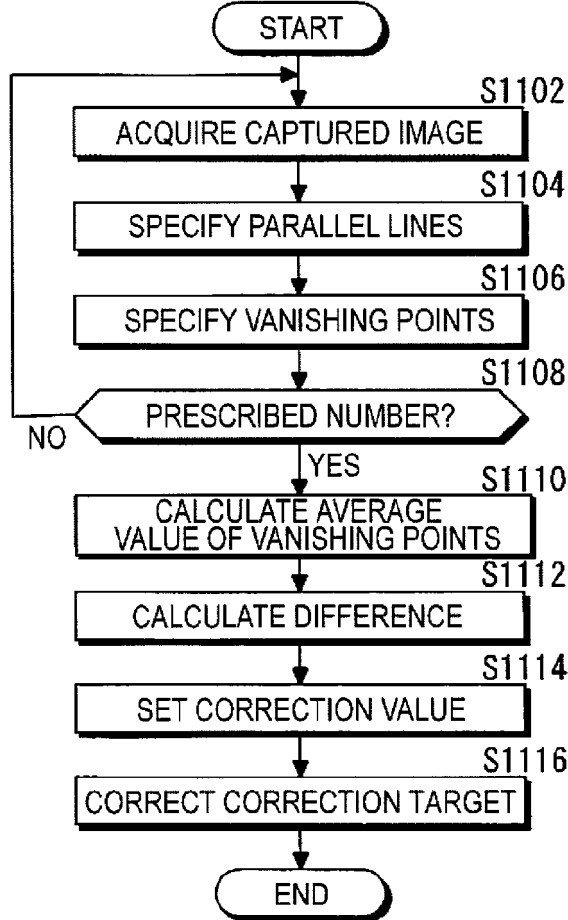 START
S1102
ACQUIRE CAPTURED IMAGE
S1104
SPECIFY PARALLEL LINES
S1106
SPECIFY VANISHING POINTS
S1108
PRESCRIBED NUMBER?
NO
YES
S1110
CALCULATE AVERAGE
VALUE OF VANISHING POINTS
S1112
CALCULATE DIFFERENCE
S1114
SET CORRECTION VALUE
S1116
CORRECT CORRECTION TARGET
END